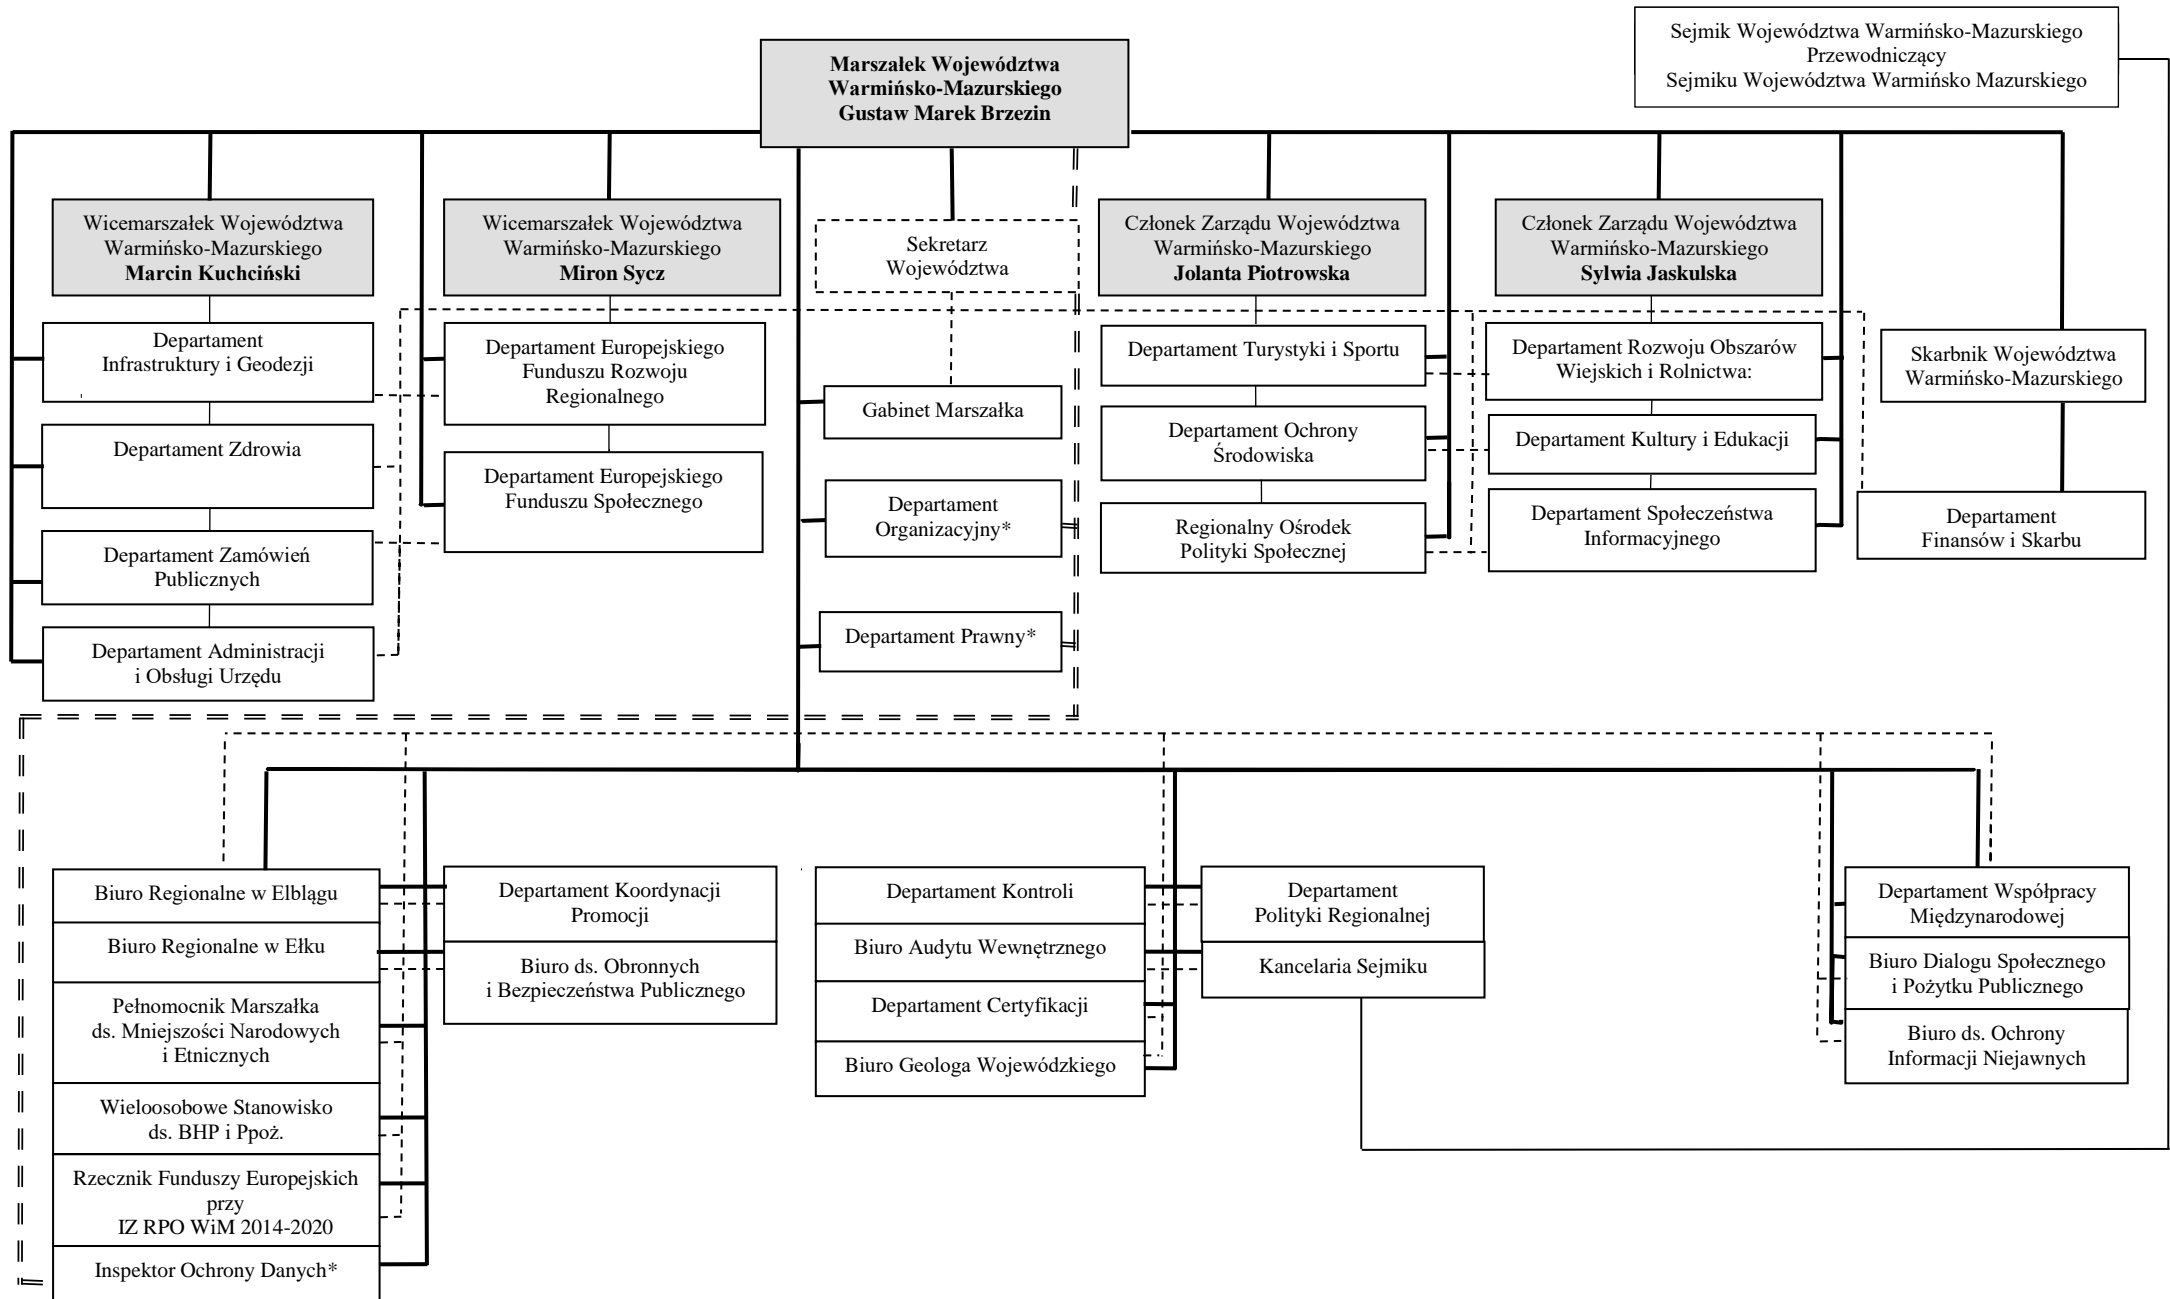 Sejmik Województwa Warmińsko-Mazurskiego
Przewodniczący
Sejmiku Województwa Warmińsko Mazurskiego
Marszałek Województwa
Warmińsko-Mazurskiego
Gustaw Marek Brzezin
Wicemarszałek Województwa
Warmińsko-Mazurskiego
Marcin Kuchciński
Wicemarszałek Województwa
Warmińsko-Mazurskiego
Miron Sycz
Sekretarz
Województwa
Członek Zarządu Województwa
Warmińsko-Mazurskiego
Jolanta Piotrowska
Członek Zarządu Województwa
Warmińsko-Mazurskiego
Sylwia Jaskulska
Departament
Infrastruktury i Geodezji
Departament Zdrowia
Departament Zamówień
Publicznych
Departament Administracji
i Obsługi Urzędu
Departament Europejskiego
Funduszu Rozwoju
Regionalnego
Departament Europejskiego
Funduszu Społecznego
Gabinet Marszałka
Departament
Organizacyjny*
Departament Prawny*
Departament Turystyki i Sportu
Departament Ochrony
Środowiska
Regionalny Ośrodek
Polityki Społecznej
Departament Rozwoju Obszarów
Wiejskich i Rolnictwa:
Departament Kultury i Edukacji
Departament Społeczeństwa
Informacyjnego
Skarbnik Województwa
Warmińsko-Mazurskiego
Departament
Finansów i Skarbu
Biuro Regionalne w Elblągu
Biuro Regionalne w Ełku
Pełnomocnik Marszałka
ds. Mniejszości Narodowych
i Etnicznych
Wieloosobowe Stanowisko
ds. BHP i Ppoż.
Rzecznik Funduszy Europejskich
przy
IZ RPO WiM 2014-2020
Inspektor Ochrony Danych*
Departament Koordynacji
Promocji
Biuro ds. Obronnych
i Bezpieczeństwa Publicznego
Departament Kontroli
Biuro Audytu Wewnętrznego
Departament Certyfikacji
Biuro Geologa Wojewódzkiego
Departament
Polityki Regionalnej
Kancelaria Sejmiku
Departament Współpracy
Międzynarodowej
Biuro Dialogu Społecznego
i Pożytku Publicznego
Biuro ds. Ochrony
Informacji Niejawnych